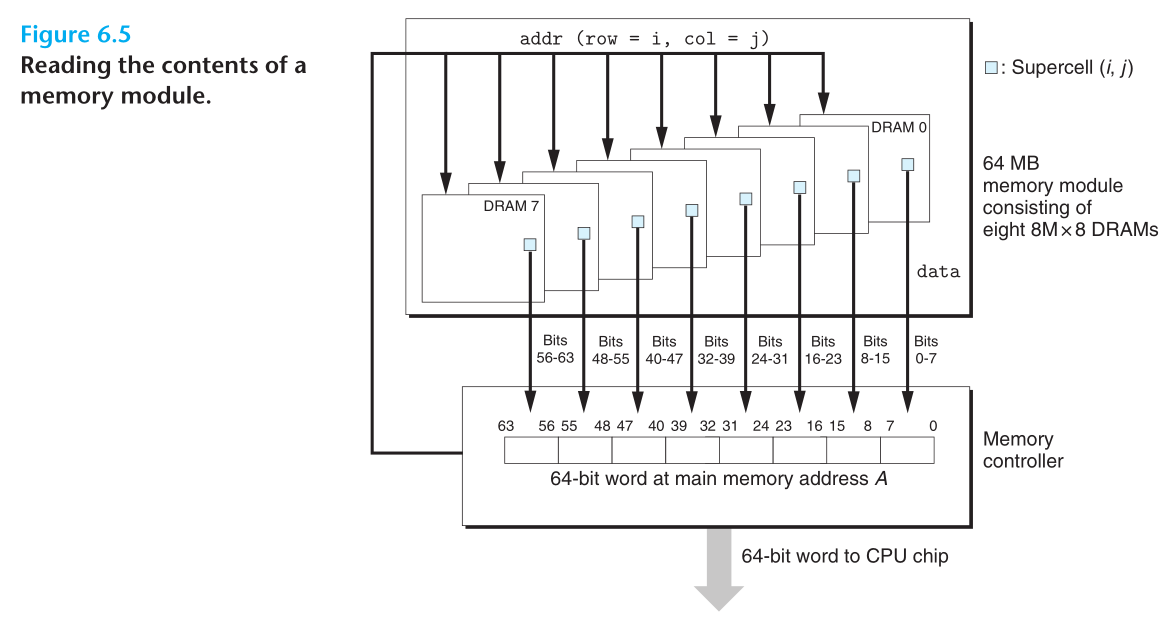 Figure 6.5
Reading the contents of a
memory module.
addr (row = i, col = j)
: Supercell (i, j)
DRAM 0
DRAM 7
64 MB
memory module
consisting of
eight 8M×8 DRAMs
data
Bits
56-63
Bits
48-55
Bits
40-47
Bits
32-39
Bits
24-31
Bits
16-23
Bits
8-15
Bits
0-7
63 56 55 48 47 40 39 32 31 24 23 16 15 8 7 0
64-bit word at main memory address A
Memory
controller
64-bit word to CPU chip